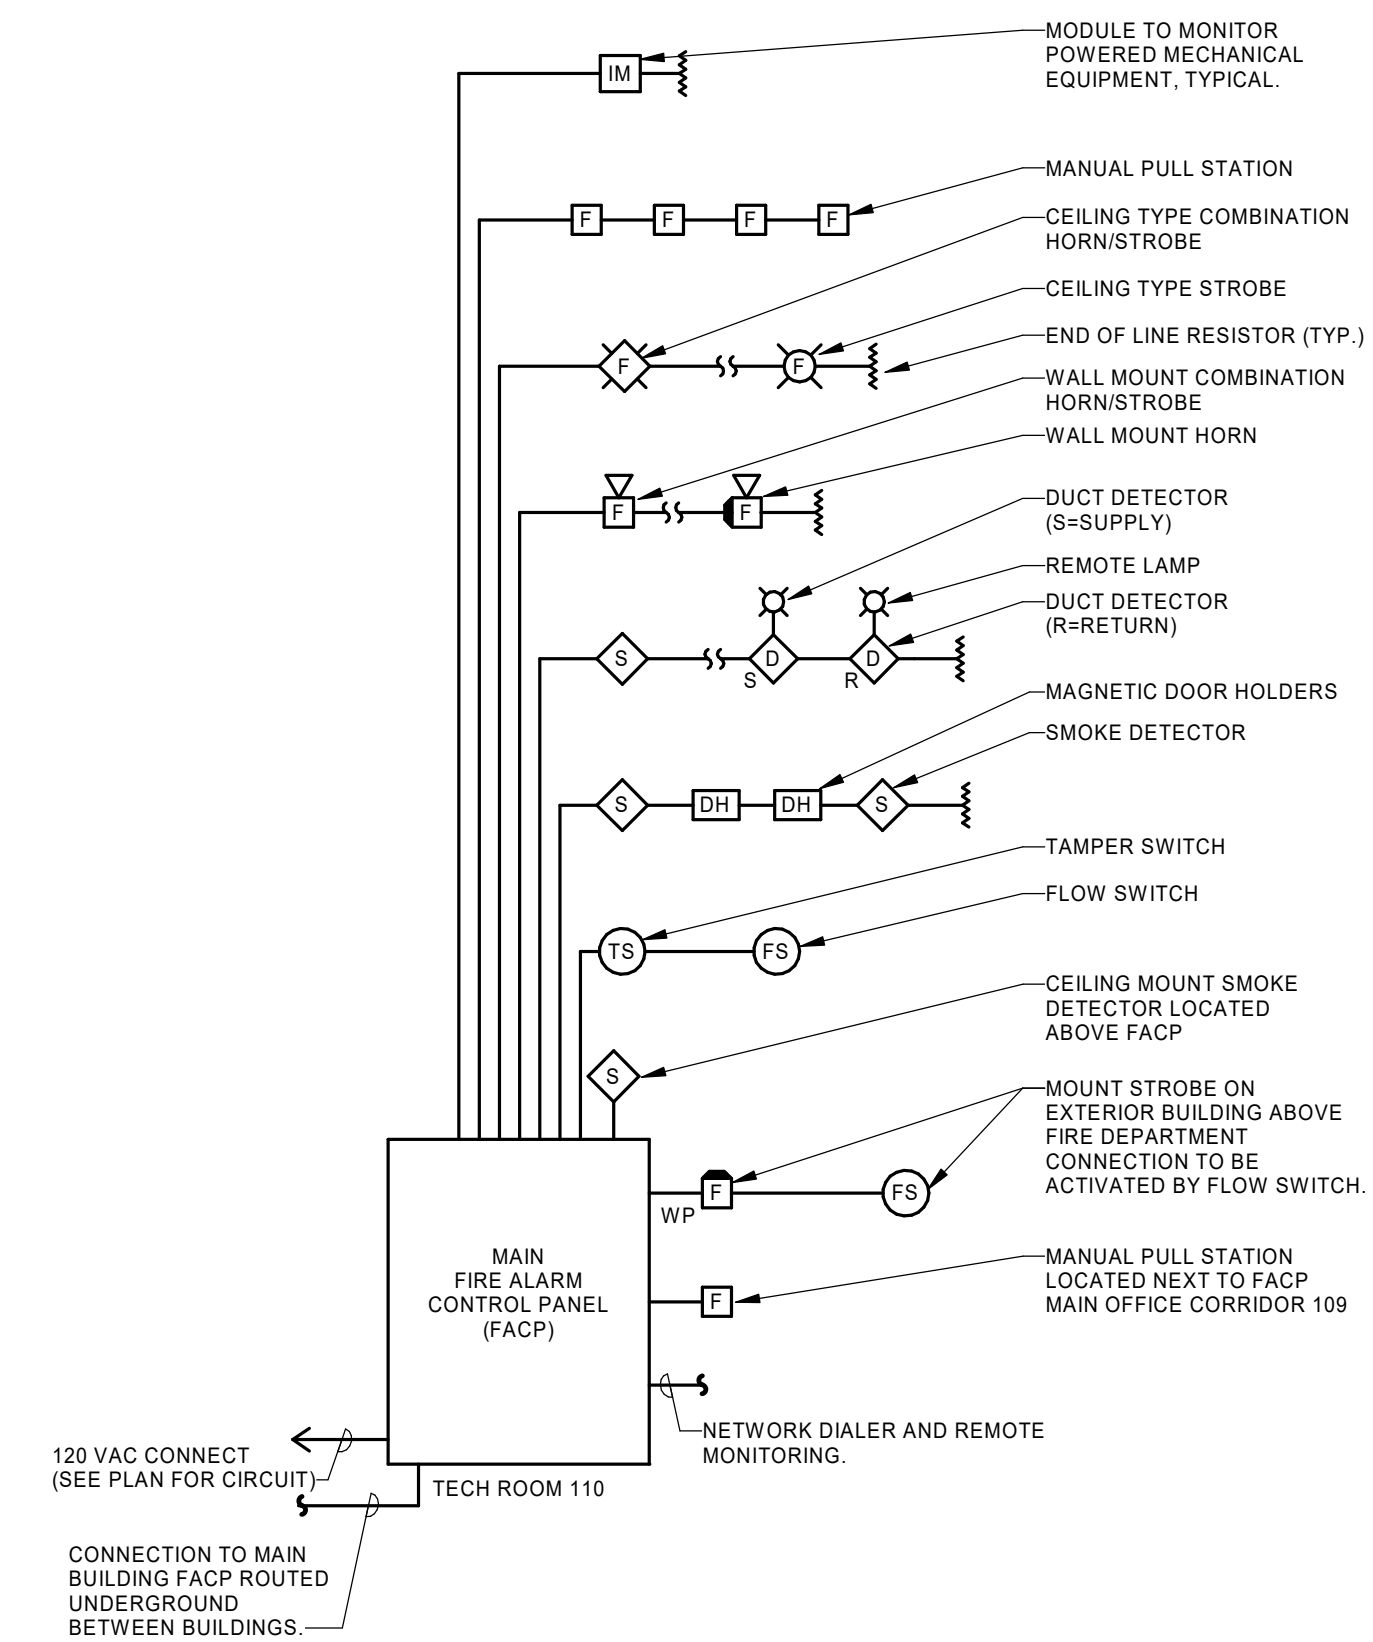 MODULE TO MONITOR
POWERED MECHANICAL
EQUIPMENT, TYPICAL.
IM
MANUAL PULL STATION
F F F F
CEILING TYPE COMBINATION
HORN/STROBE
CEILING TYPE STROBE
END OF LINE RESISTOR (TYP.)
F F
WALL MOUNT COMBINATION
HORN/STROBE
WALL MOUNT HORN
F F
DUCT DETECTOR
(S=SUPPLY)
REMOTE LAMP
DUCT DETECTOR
(R=RETURN)
S D D
S R
MAGNETIC DOOR HOLDERS
SMOKE DETECTOR
S DH DH S
TAMPER SWITCH
FLOW SWITCH
TS FS
CEILING MOUNT SMOKE
DETECTOR LOCATED
ABOVE FACP
S
MOUNT STROBE ON
EXTERIOR BUILDING ABOVE
FIRE DEPARTMENT
CONNECTION TO BE
ACTIVATED BY FLOW SWITCH.
F FS
WP
MAIN
FIRE ALARM
CONTROL PANEL
(FACP)
MANUAL PULL STATION
LOCATED NEXT TO FACP
MAIN OFFICE CORRIDOR 109
F
NETWORK DIALER AND REMOTE
MONITORING.
120 VAC CONNECT
(SEE PLAN FOR CIRCUIT)
TECH ROOM 110
CONNECTION TO MAIN
BUILDING FACP ROUTED
UNDERGROUND
BETWEEN BUILDINGS.